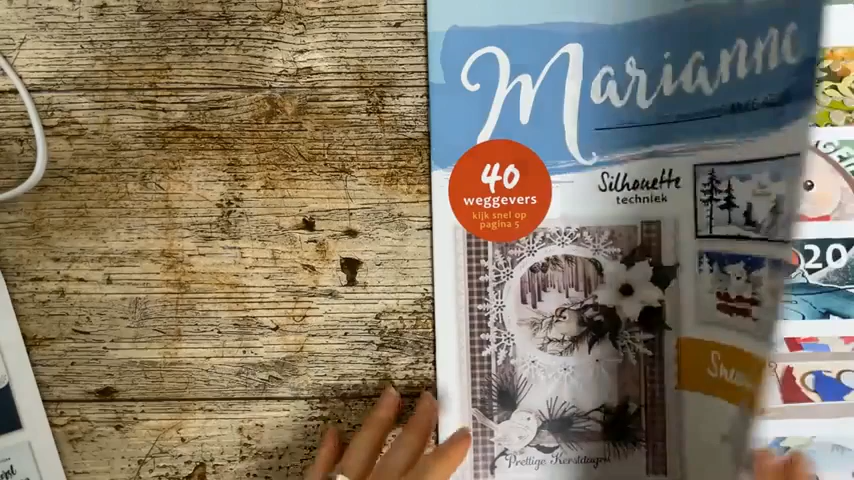 Marianne
40
weggevers
kijk snel op
pagina 5
Silhouette
techniek
20
Prettige Kerstdagen